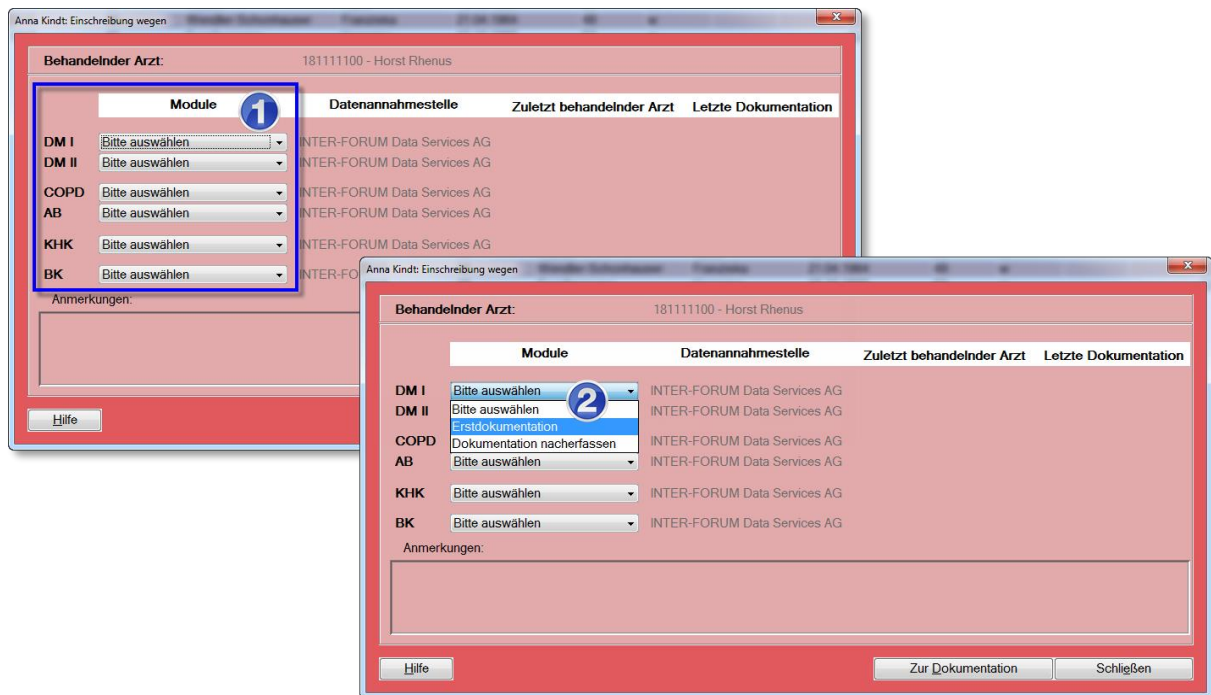 Anna Kindt: Einschreibung wegen
Behandelnder Arzt: 181111100 - Horst Rhenus
Module Datenannahmestelle Zuletzt behandelnder Arzt Letzte Dokumentation
1
DM I Bitte auswählen INTER-FORUM Data Services AG
DM II Bitte auswählen INTER-FORUM Data Services AG
COPD Bitte auswählen INTER-FORUM Data Services AG
AB Bitte auswählen INTER-FORUM Data Services AG
KHK Bitte auswählen INTER-FORUM Data Services AG
BK Bitte auswählen INTER-FO
Anmerkungen:
Hilfe
Anna Kindt: Einschreibung wegen
Behandelnder Arzt: 181111100 - Horst Rhenus
Module Datenannahmestelle Zuletzt behandelnder Arzt Letzte Dokumentation
DM I Bitte auswählen 2 INTER-FORUM Data Services AG
DM II Bitte auswählen INTER-FORUM Data Services AG
Erstdokumentation
COPD Dokumentation nacherfassen INTER-FORUM Data Services AG
AB Bitte auswählen INTER-FORUM Data Services AG
KHK Bitte auswählen INTER-FORUM Data Services AG
BK Bitte auswählen INTER-FORUM Data Services AG
Anmerkungen:
Hilfe Zur Dokumentation Schließen